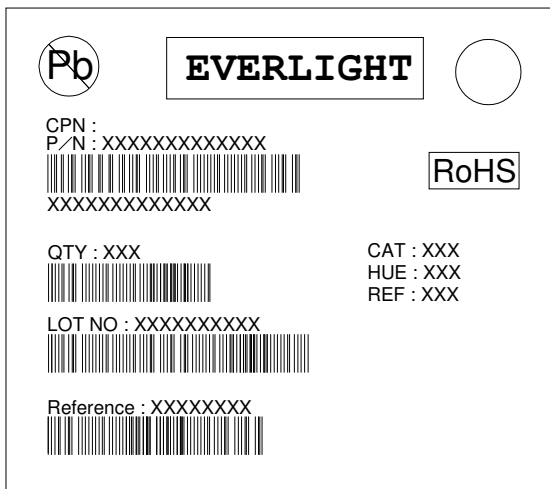 Pb
EVERLIGHT
CPN :
P/N : XXXXXXXXXXXXX
XXXXXXXXXXXXX
RoHS
QTY : XXX
CAT : XXX
HUE : XXX
REF : XXX
LOT NO : XXXXXXXXXX
Reference : XXXXXXXX